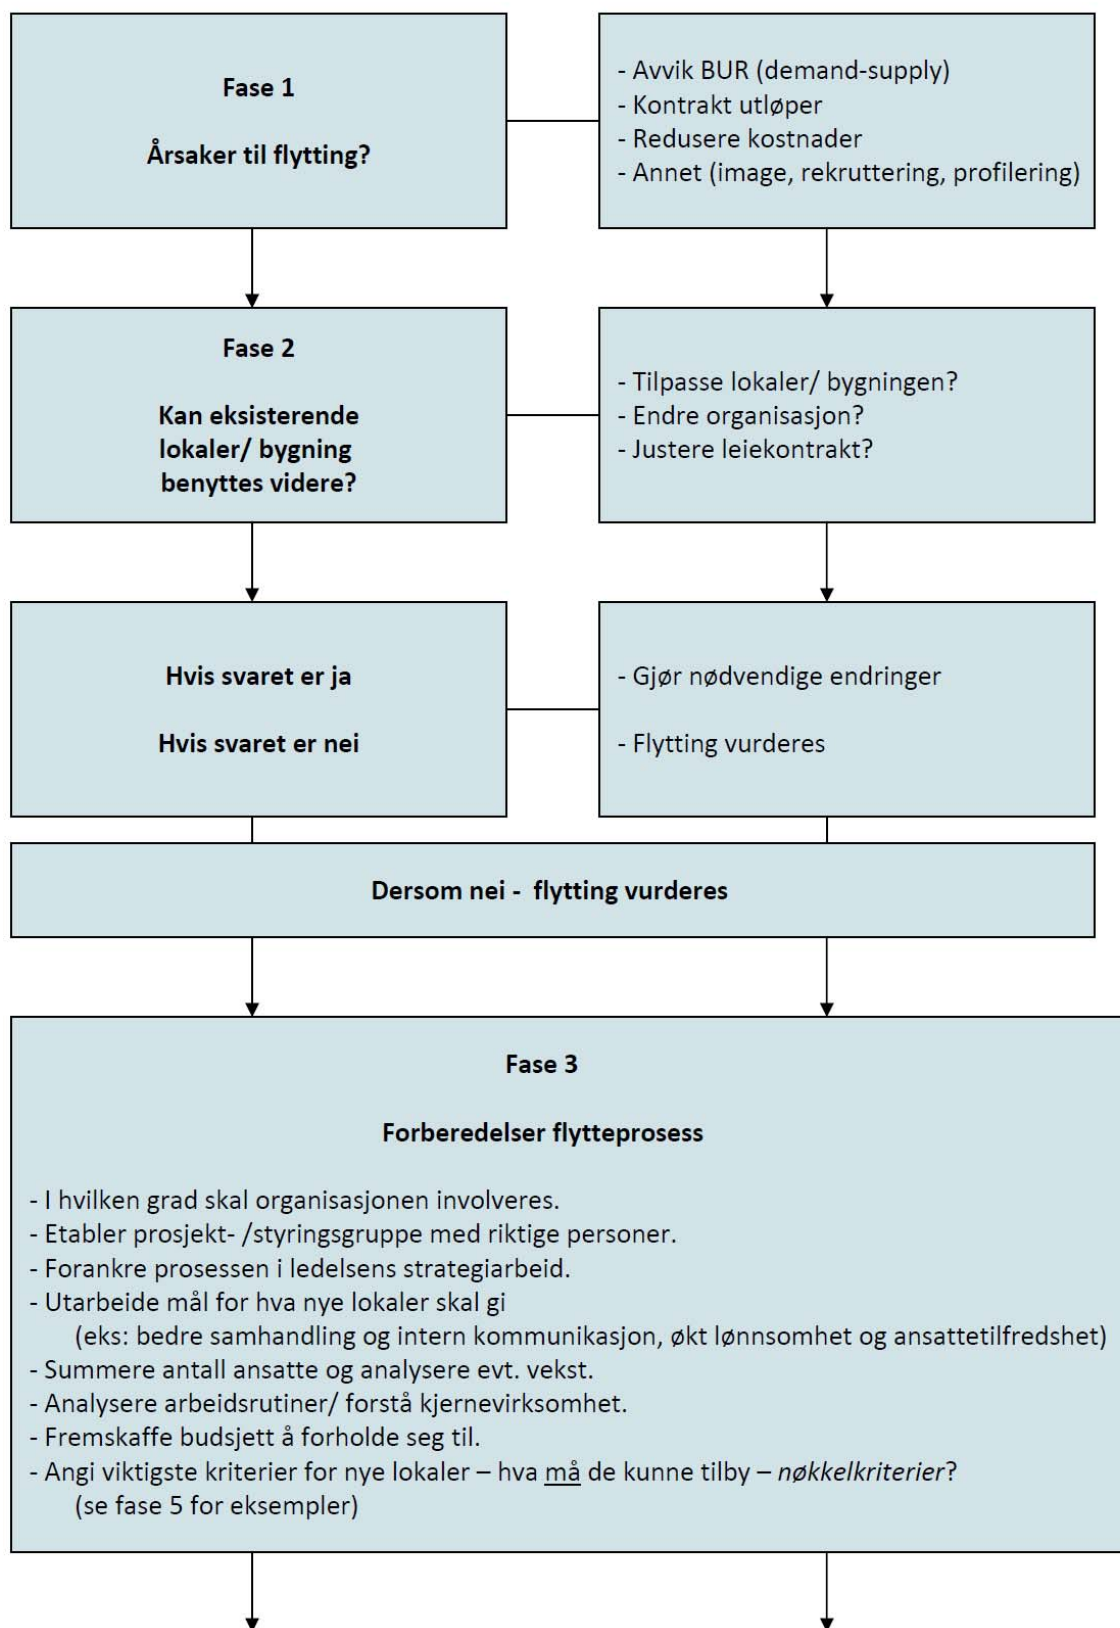 Fase 1
Årsaker til flytting?
- Avvik BUR (demand-supply)
- Kontrakt utløper
- Redusere kostnader
- Annet (image, rekruttering, profilering)
Fase 2
Kan eksisterende
lokaler/ bygning
benyttes videre?
- Tilpasse lokaler/ bygningen?
- Endre organisasjon?
- Justere leiekontrakt?
Hvis svaret er ja
Hvis svaret er nei
- Gjør nødvendige endringer
- Flytting vurderes
Dersom nei -  flytting vurderes
Fase 3
Forberedelser flytteprosess
- I hvilken grad skal organisasjonen involveres.
- Etabler prosjekt- /styringsgruppe med riktige personer.
- Forankre prosessen i ledelsens strategiarbeid.
- Utarbeide mål for hva nye lokaler skal gi
(eks: bedre samhandling og intern kommunikasjon, økt lønnsomhet og ansattetilfredshet)
- Summere antall ansatte og analysere evt. vekst.
- Analysere arbeidsrutiner/ forstå kjernevirksomhet.
- Fremskaffe budsjett å forholde seg til.
- Angi viktigste kriterier for nye lokaler – hva må de kunne tilby – nøkkelkriterier?
(se fase 5 for eksempler)